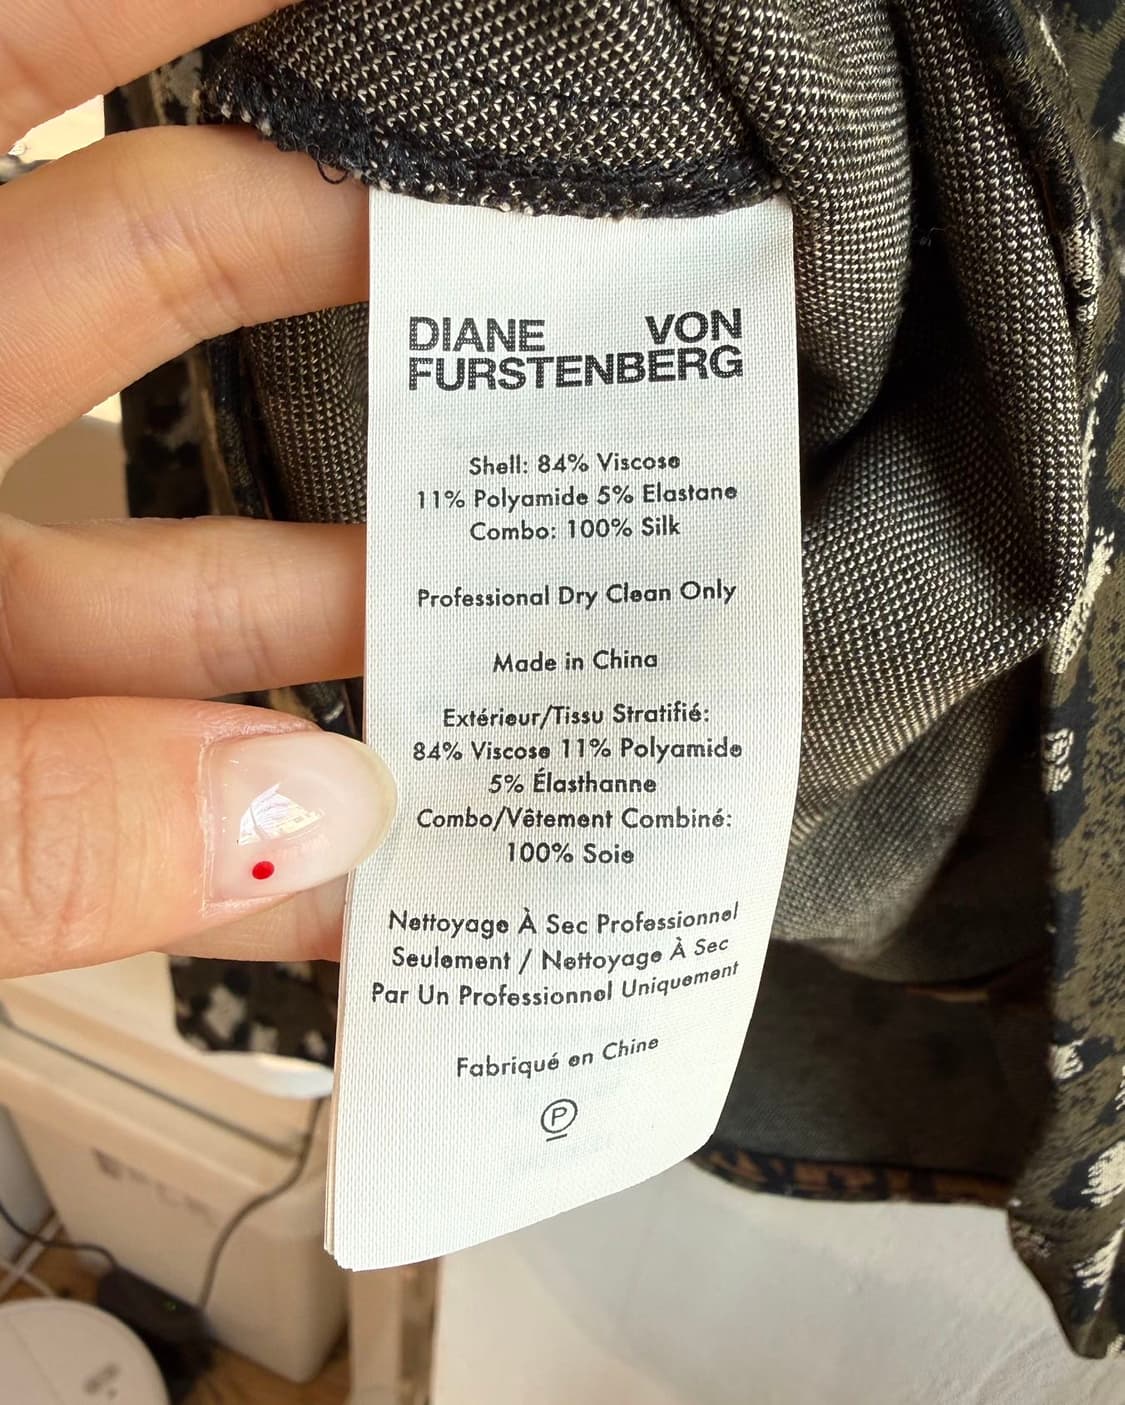 DIANE VON
FURSTENBERG
Shell: 84% Viscose
11% Polyamide 5% Elastane
Combo: 100% Silk
Professional Dry Clean Only
Made in China
Extérieur/Tissu Stratifié:
84% Viscose 11% Polyamide
5% Élasthanne
Combo/Vêtement Combiné:
100% Soie
Nettoyage À Sec Professionnel
Seulement / Nettoyage À Sec
Par Un Professionnel Uniquement
Fabriqué en Chine
P